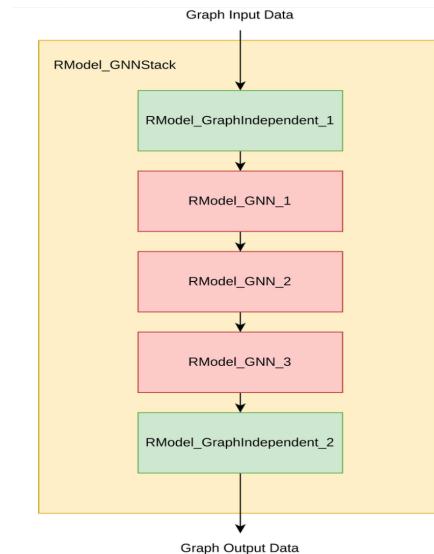 Graph Input Data
RModel_GNNStack
RModel_GraphIndependent_1
RModel_GNN_1
RModel_GNN_2
RModel_GNN_3
RModel_GraphIndependent_2
Graph Output Data